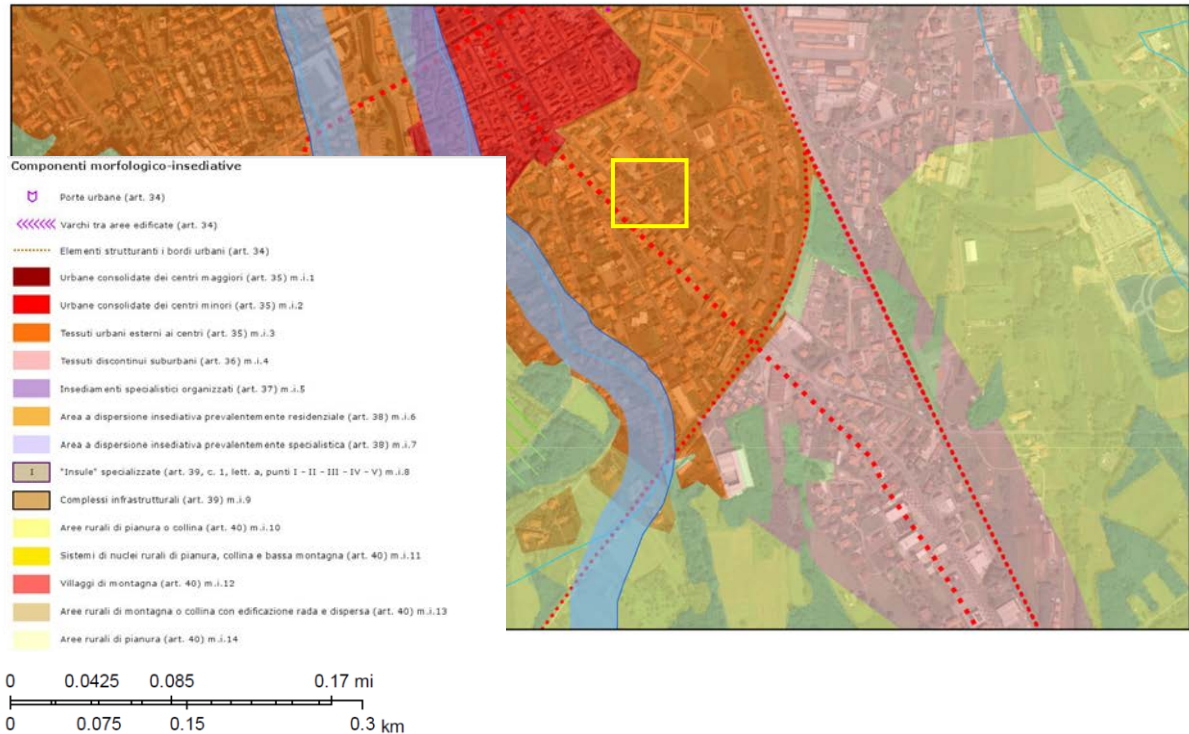 Componenti morfologico-insediative
Porte urbane (art. 34)
Varchi tra aree edificate (art. 34)
Elementi strutturanti i bordi urbani (art. 34)
Urbane consolidate dei centri maggiori (art. 35) m.i.1
Urbane consolidate dei centri minori (art. 35) m.i.2
Tessuti urbani esterni ai centri (art. 35) m.i.3
Tessuti discontinui suburbani (art. 36) m.i.4
Insediamenti specialistici organizzati (art. 37) m.i.5
Area a dispersione insediativa prevalentemente residenziale (art. 38) m.i.6
Area a dispersione insediativa prevalentemente specialistica (art. 38) m.i.7
I "Insule" specializzate (art. 39, c. 1, lett. a, punti I - II - III - IV - V) m.i.8
Complessi infrastrutturali (art. 39) m.i.9
Aree rurali di pianura o collina (art. 40) m.i.10
Sistemi di nuclei rurali di pianura, collina e bassa montagna (art. 40) m.i.11
Villaggi di montagna (art. 40) m.i.12
Aree rurali di montagna o collina con edificazione rada e dispersa (art. 40) m.i.13
Aree rurali di pianura (art. 40) m.i.14
0 0.0425 0.085 0.17 mi
0 0.075 0.15 0.3 km